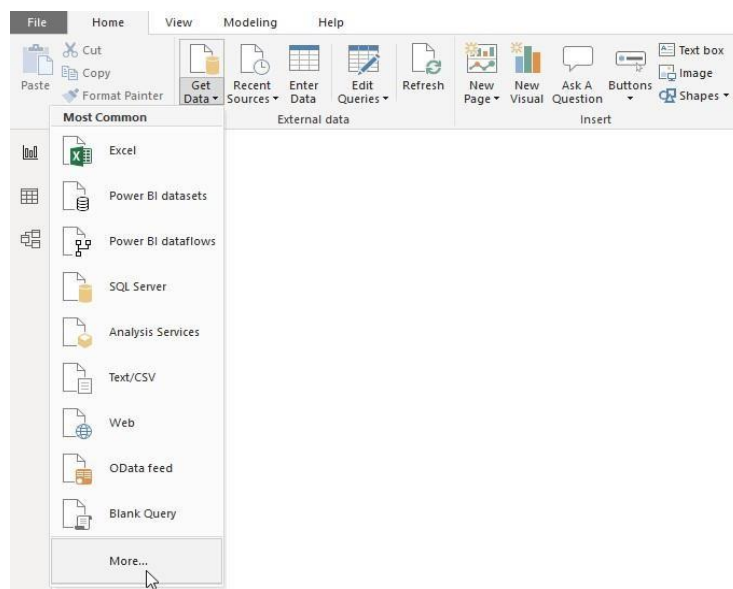 File Home View Modeling Help
Cut
Copy
Format Painter
Paste
Get Data
Recent Sources
Enter Data
Edit Queries
Refresh
New Page
New Visual
Ask A Question
Buttons
Text box
Image
Shapes
External data
Insert
Most Common
Excel
Power BI datasets
Power BI dataflows
SQL Server
Analysis Services
Text/CSV
Web
OData feed
Blank Query
More...